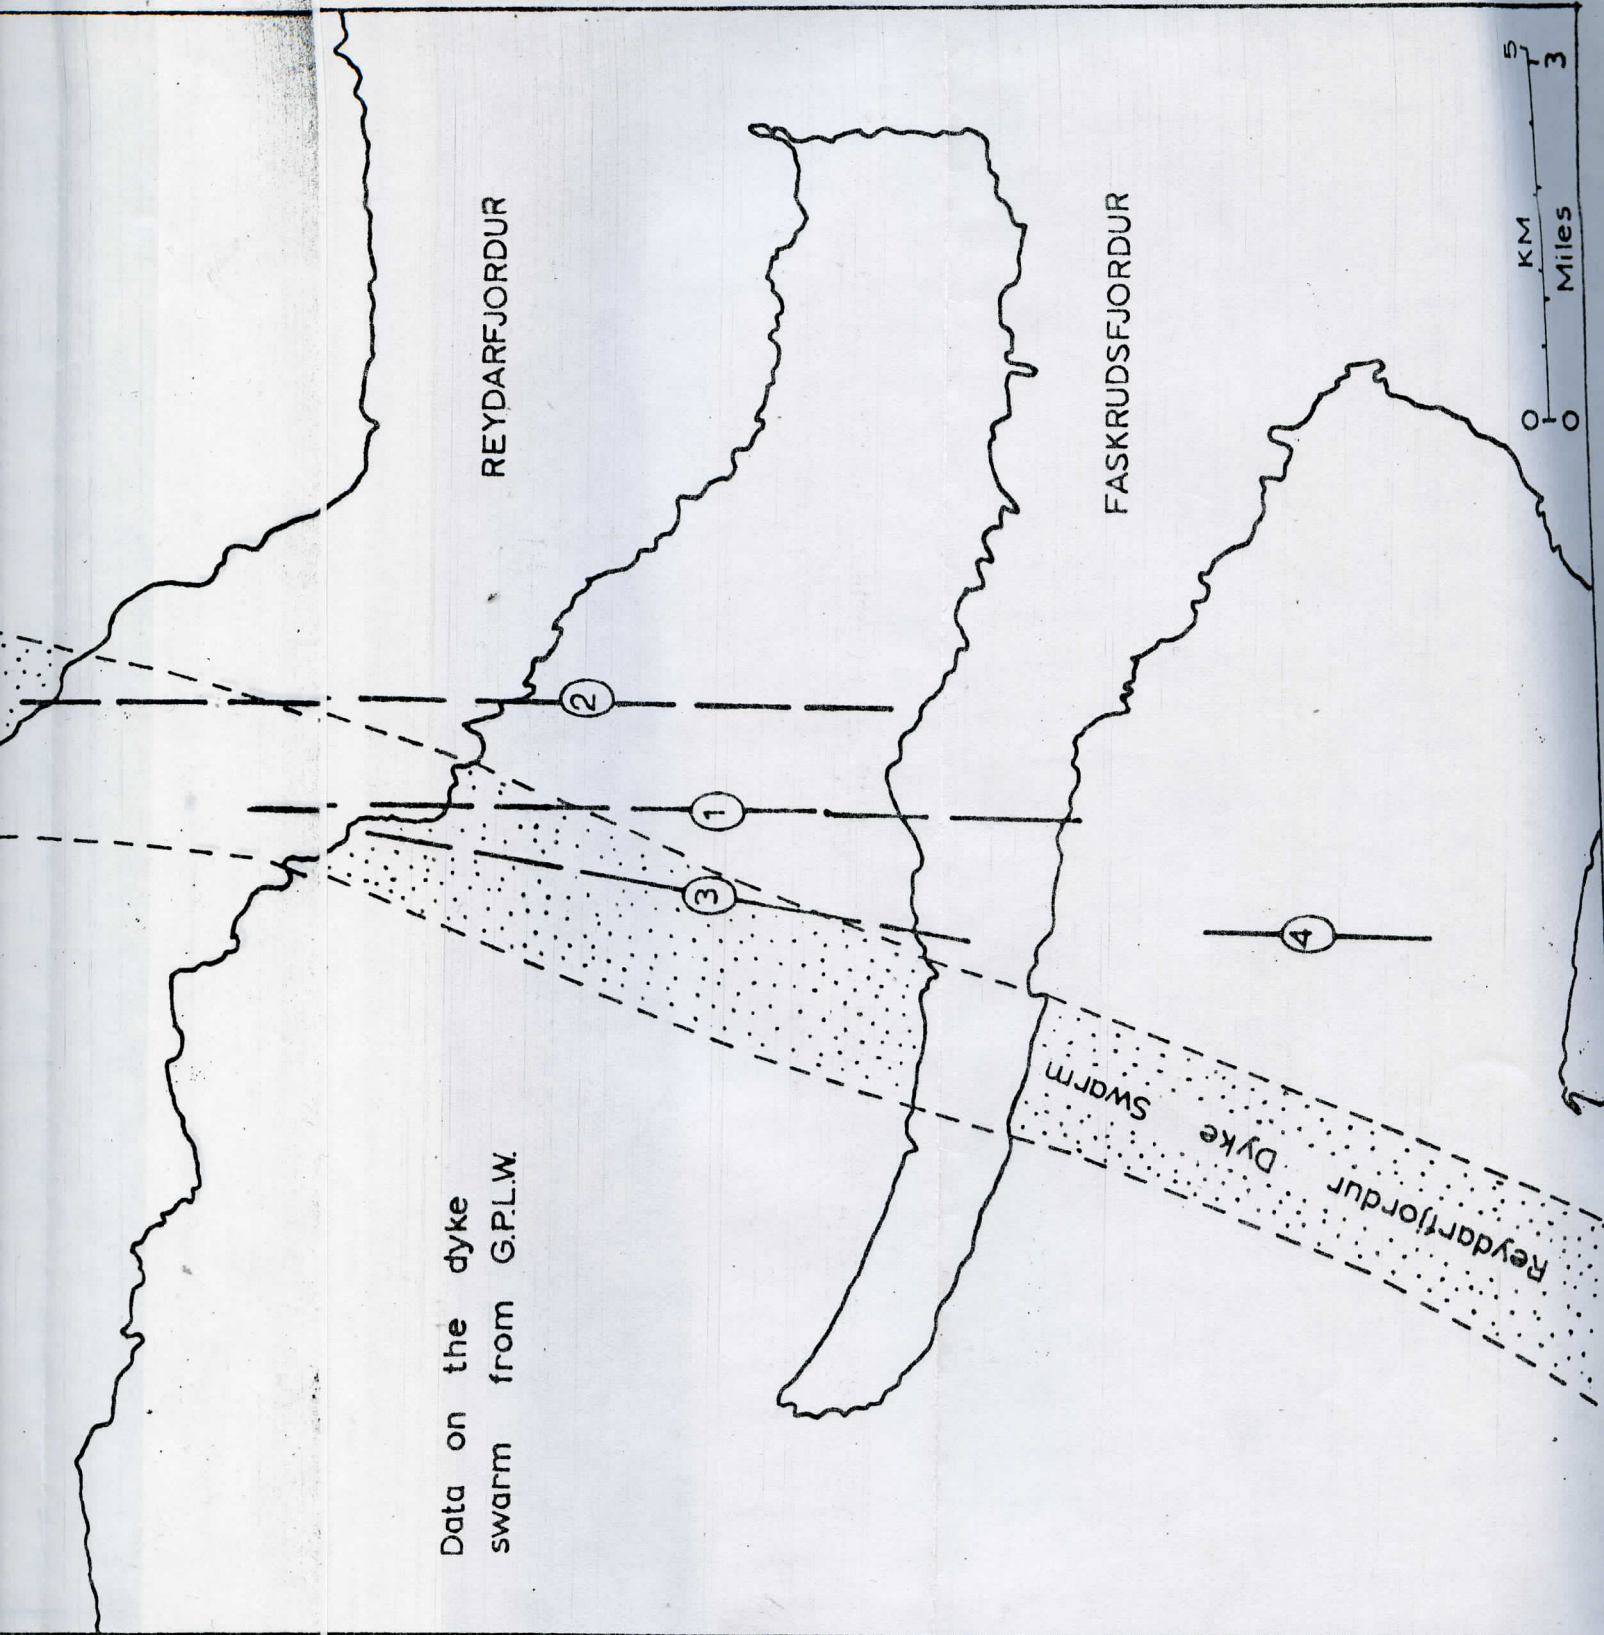 REYDARFJORDUR
FASKRUDSFJORDUR
Data on the dyke
swarm from G.P.L.W.
2
1
3
4
Reydarfjordur Dyke Swarm
0 5
KM
Miles
0 3